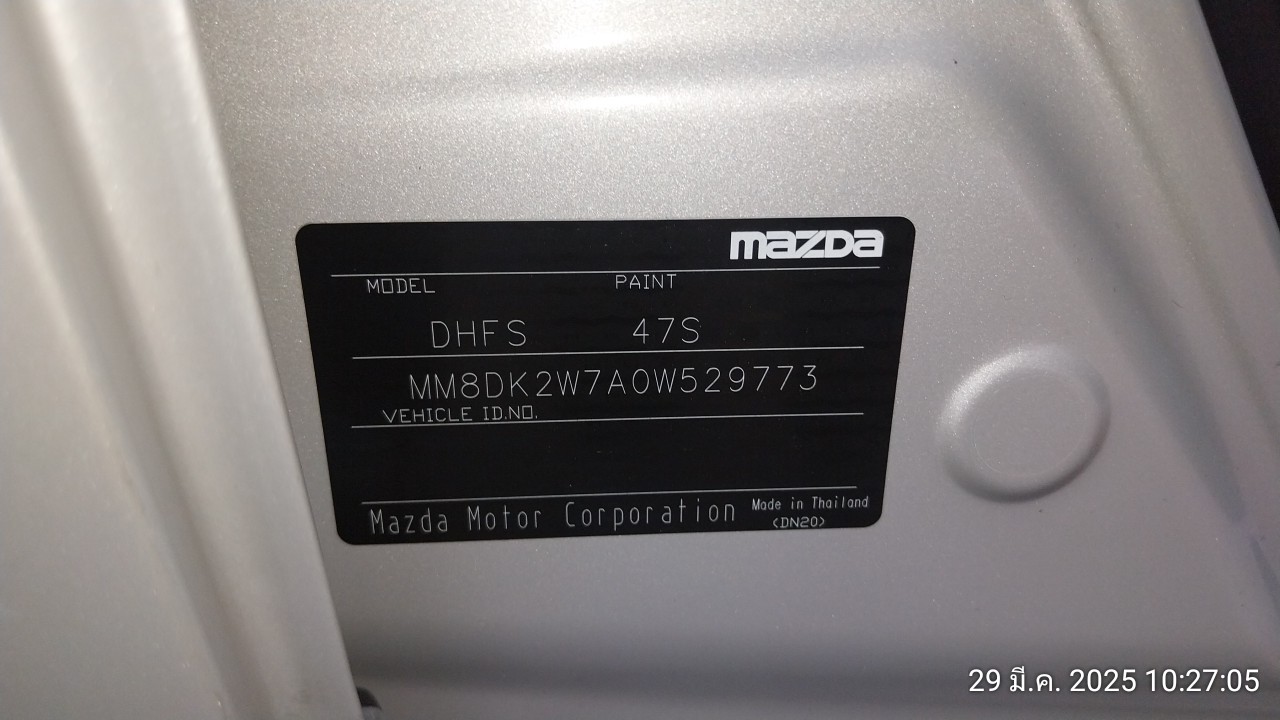 mazda
MODEL PAINT
DHFS 47S
MM8DK2W7A0W529773
VEHICLE ID.NO.
Mazda Motor Corporation Made in Thailand
<DN20>
29 มี.ค. 2025 10:27:05